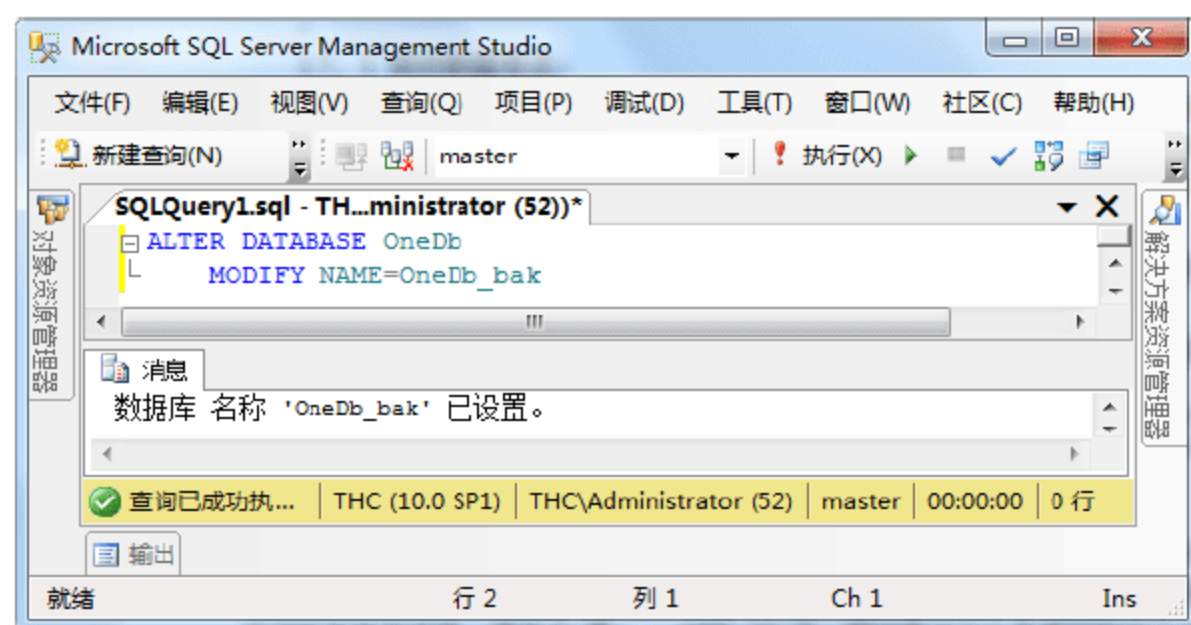 Microsoft SQL Server Management Studio
文件(F) 编辑(E) 视图(V) 查询(Q) 项目(P) 调试(D) 工具(T) 窗口(W) 社区(C) 帮助(H)
新建查询(N) master 执行(X)
SQLQuery1.sql - TH...ministrator (52))*
对象资源管理器
ALTER DATABASE OneDb
MODIFY NAME=OneDb_bak
解决方案资源管理器
消息
数据库 名称 'OneDb_bak' 已设置。
查询已成功执... THC (10.0 SP1) THC\Administrator (52) master 00:00:00 0 行
输出
就绪 行 2 列 1 Ch 1 Ins